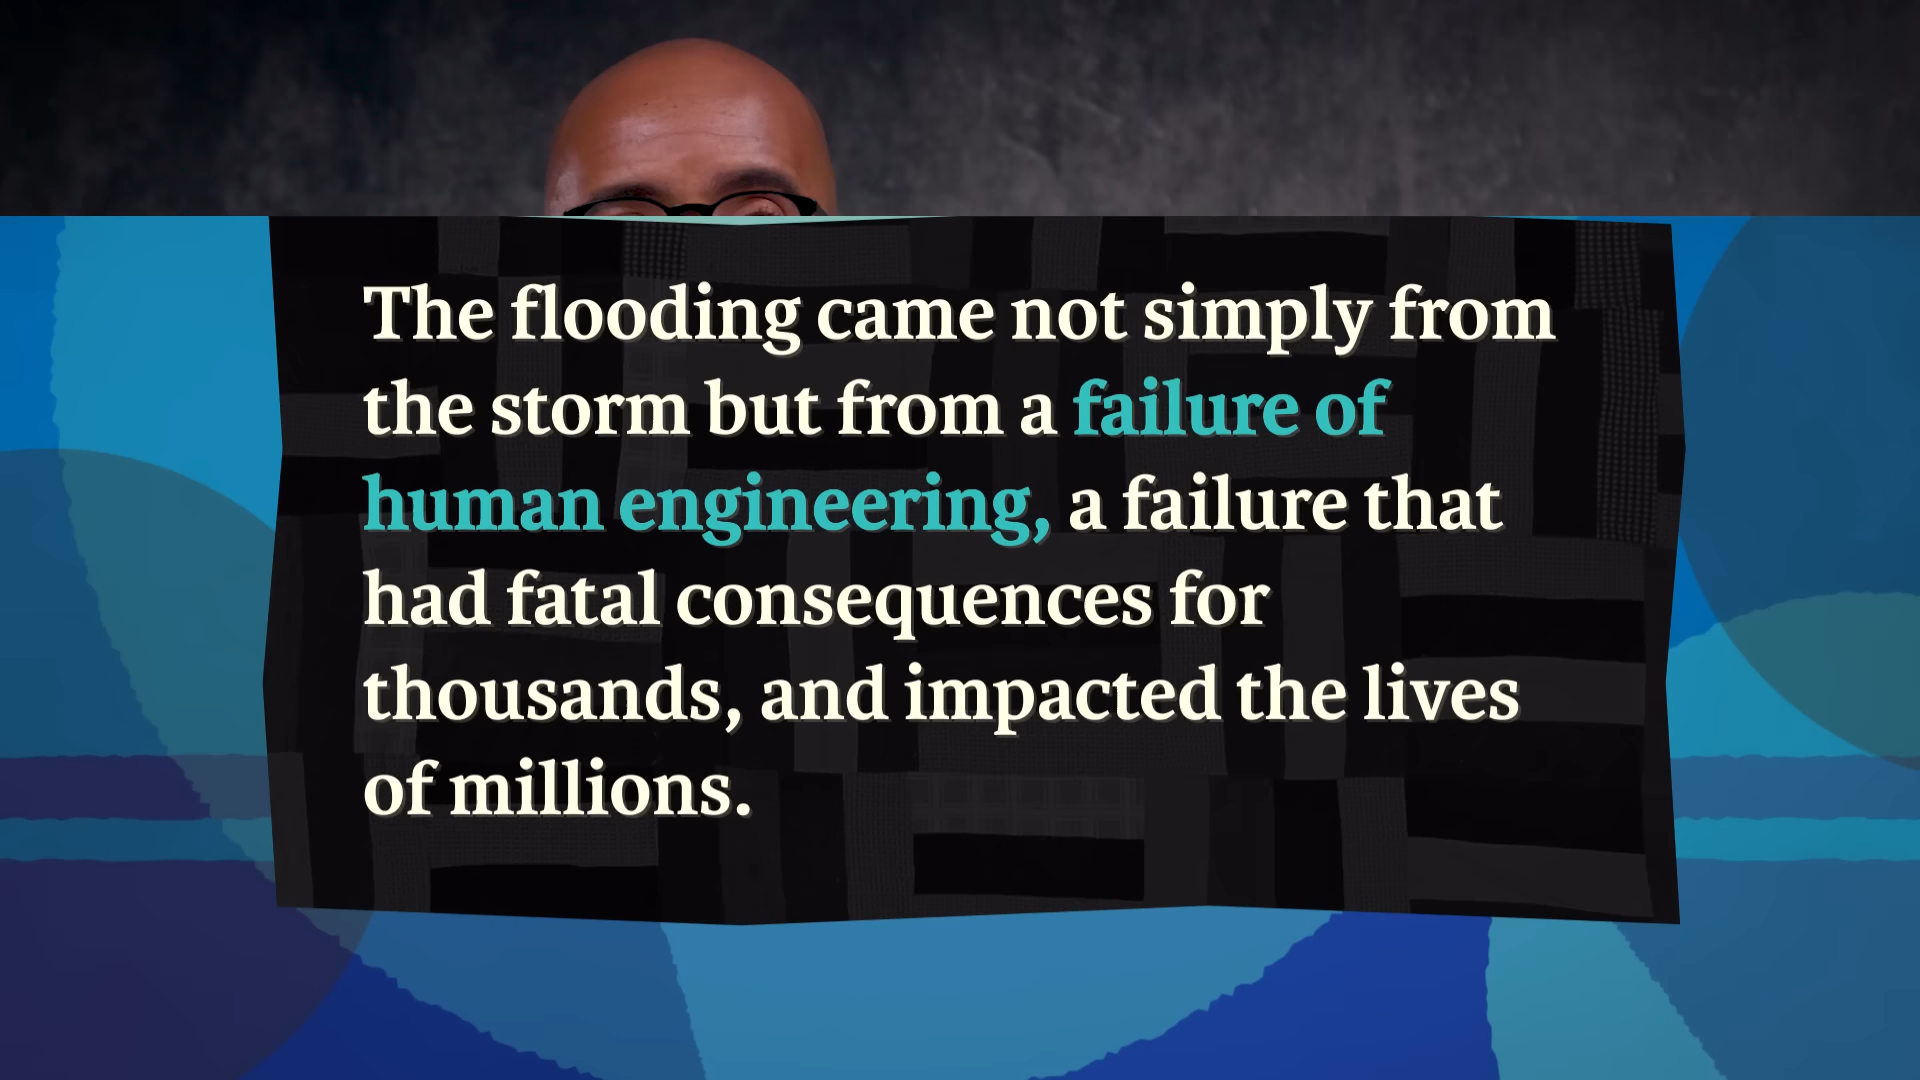 The flooding came not simply from
the storm but from a failure of
human engineering, a failure that
had fatal consequences for
thousands, and impacted the lives
of millions.